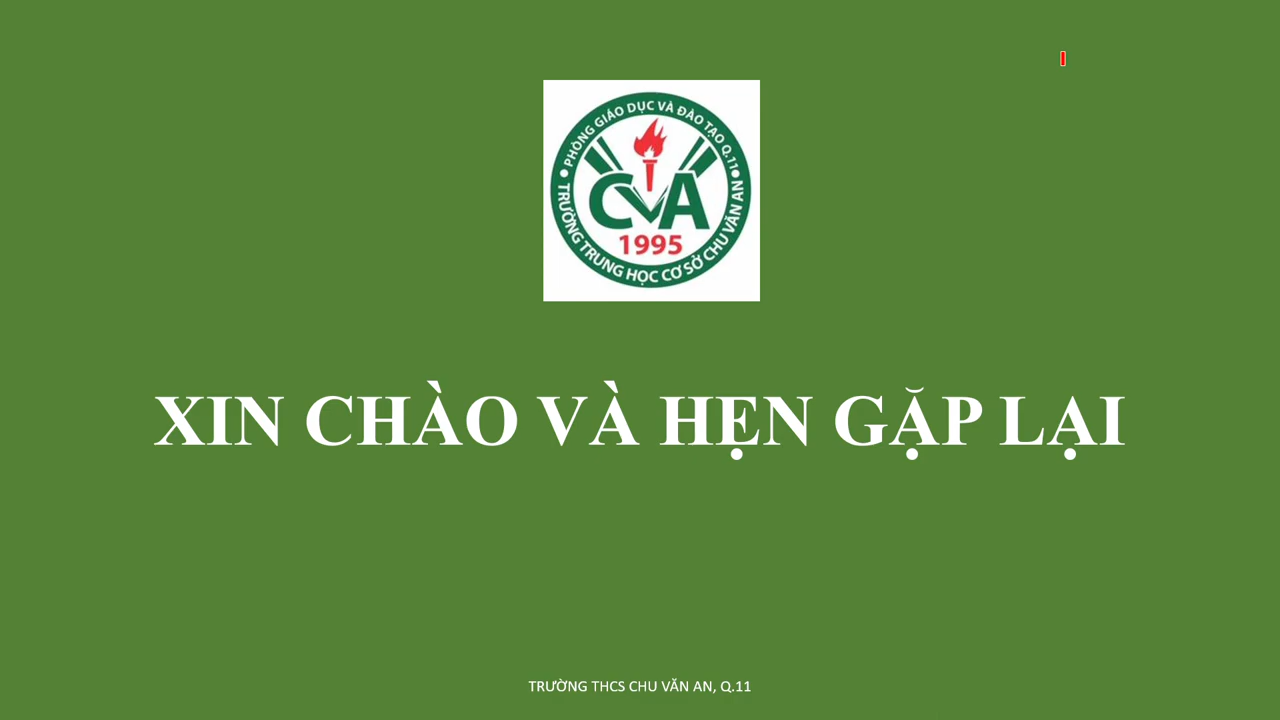 PHÒNG GIÁO DỤC VÀ ĐÀO TẠO Q.11
CVA
1995
TRƯỜNG TRUNG HỌC CƠ SỞ CHU VĂN AN
XIN CHÀO VÀ HẸN GẶP LẠI
TRƯỜNG THCS CHU VĂN AN, Q.11